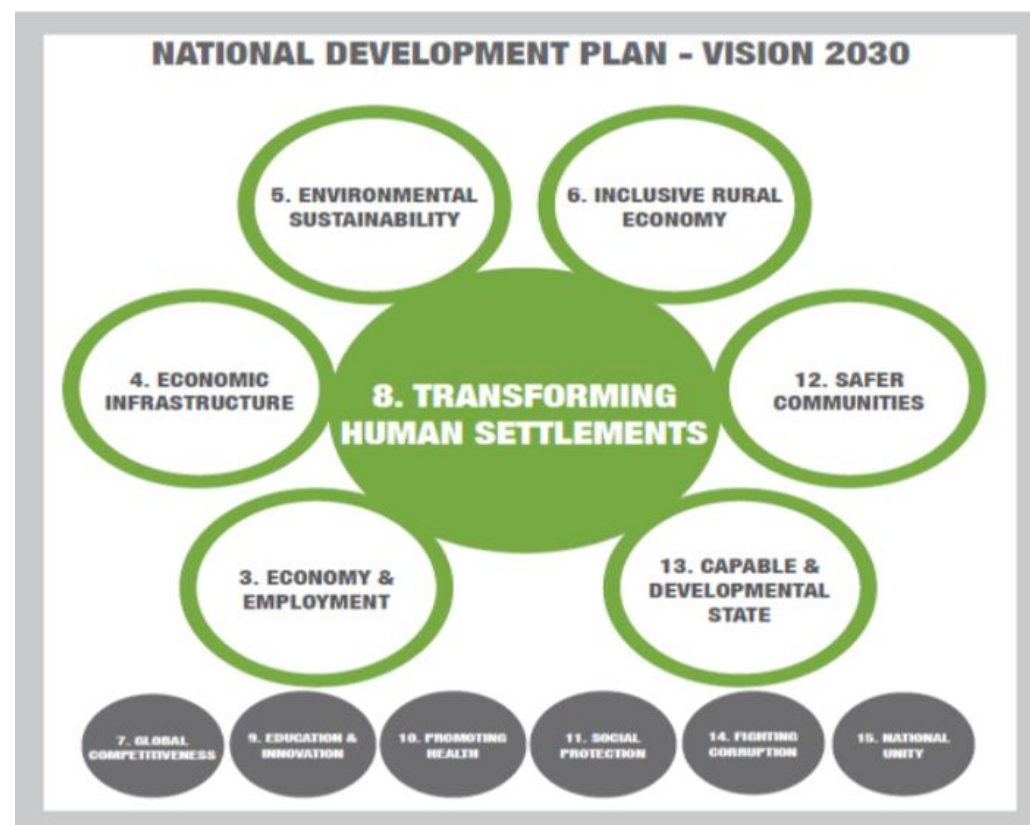 NATIONAL DEVELOPMENT PLAN - VISION 2030
5. ENVIRONMENTAL
SUSTAINABILITY
6. INCLUSIVE RURAL
ECONOMY
4. ECONOMIC
INFRASTRUCTURE
8. TRANSFORMING
HUMAN SETTLEMENTS
12. SAFER
COMMUNITIES
3. ECONOMY &
EMPLOYMENT
13. CAPABLE &
DEVELOPMENTAL
STATE
7. GLOBAL
COMPETITIVENESS
9. EDUCATION &
INNOVATION
10. PROMOTING
HEALTH
11. SOCIAL
PROTECTION
14. FIGHTING
CORRUPTION
15. NATIONAL
UNITY